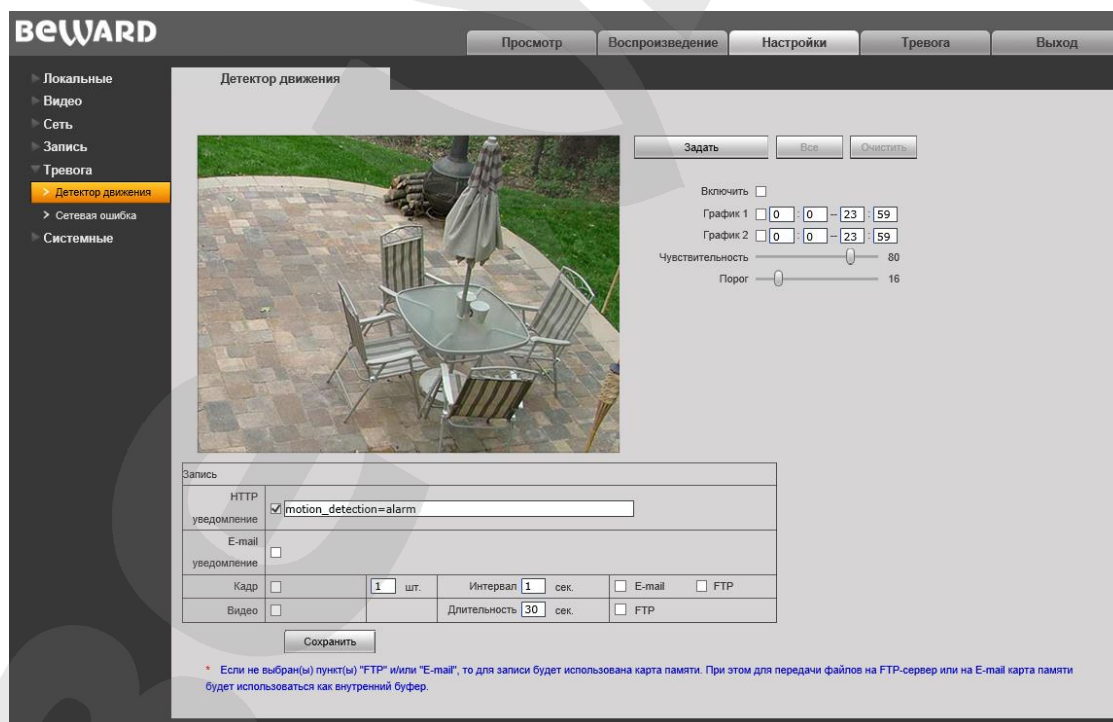 BEWARD
Просмотр Воспроизведение Настройки Тревога Выход
Локальные
Видео
Сеть
Запись
Тревога
Детектор движения
Сетевая ошибка
Системные
Детектор движения
Задать Все Очистить
Включить
График 1 0 : 0 -- 23 : 59
График 2 0 : 0 -- 23 : 59
Чувствительность 80
Порог 16
Запись
HTTP
уведомление motion_detection=alarm
E-mail
уведомление
Кадр 1 шт. Интервал 1 сек. E-mail FTP
Видео Длительность 30 сек. FTP
Сохранить
* Если не выбран(ы) пункт(ы) "FTP" и/или "E-mail", то для записи будет использована карта памяти. При этом для передачи файлов на FTP-сервер или на E-mail карта памяти
будет использоваться как внутренний буфер.